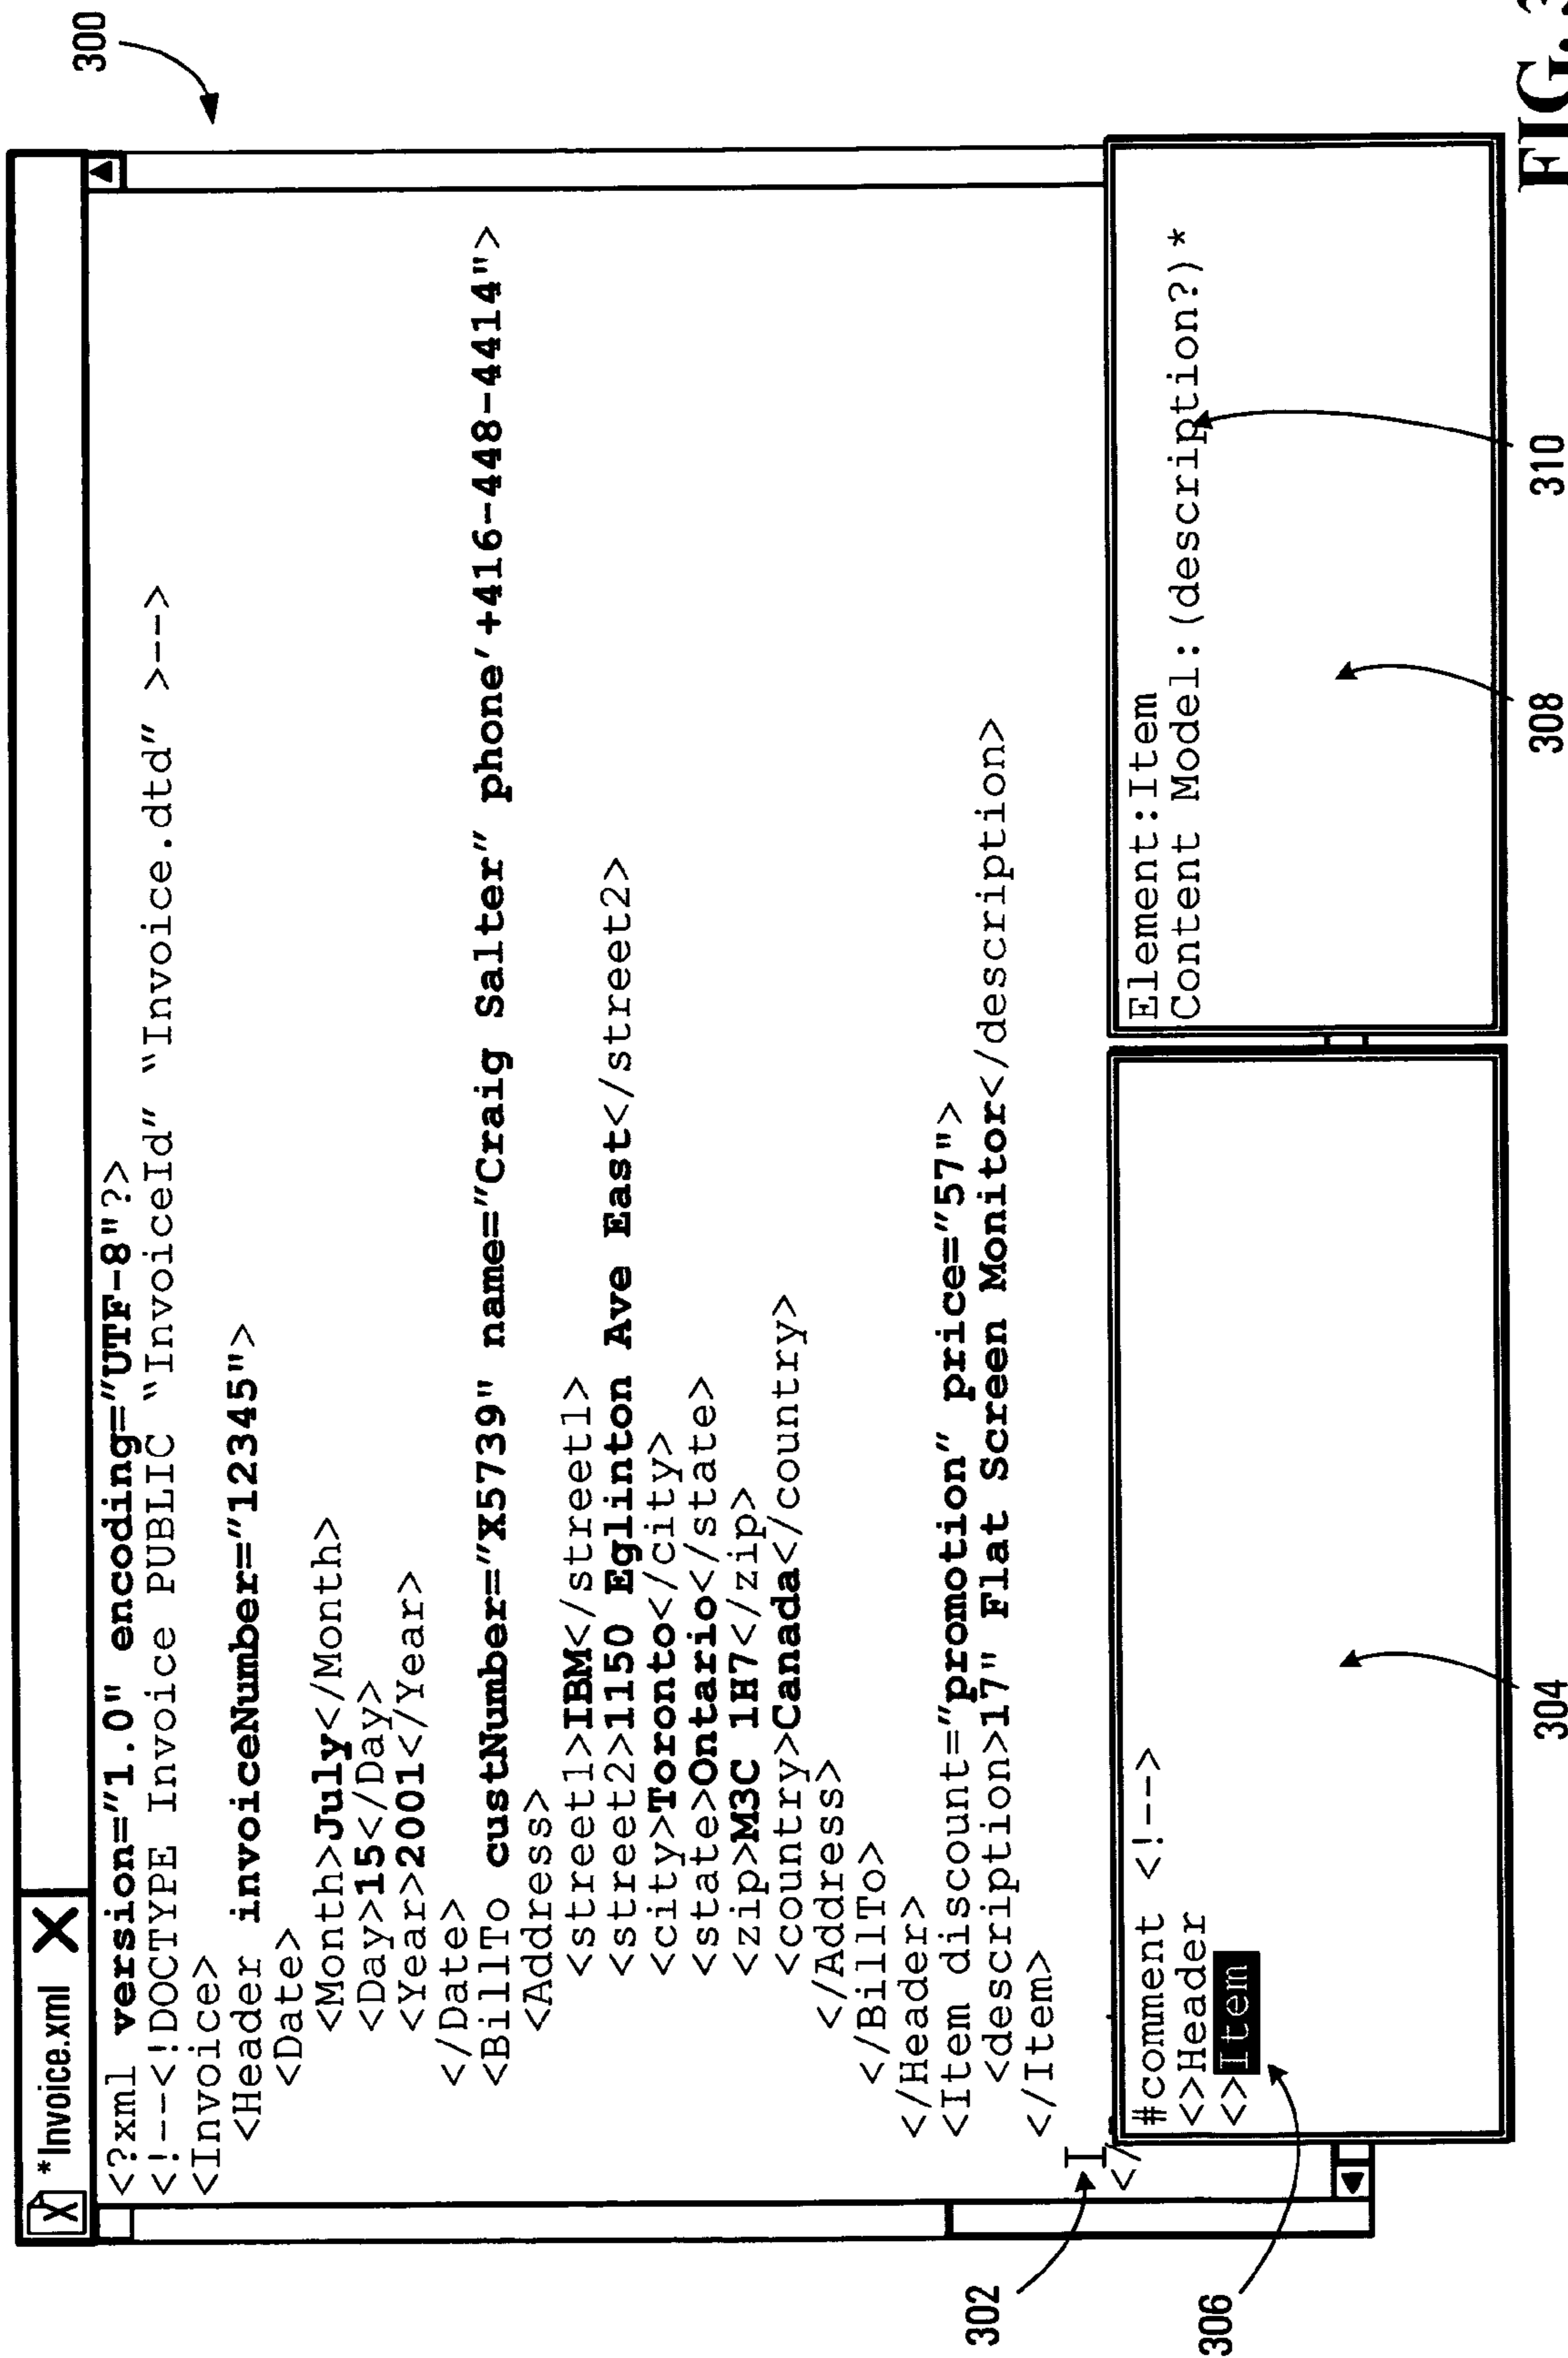 300
*Invoice.xml X
<?xml version="1.0" encoding="UTF-8"?>
<!---<!DOCTYPE Invoice PUBLIC "InvoiceId" "Invoice.dtd" >--->
<Invoice>
<Header invoiceNumber="12345">
<Date>
<Month>July</Month>
<Day>15</Day>
<Year>2001</Year>
</Date>
<BillTo custNumber="X5739" name="Craig Salter" phone'+416-448-4414">
<Address>
<street1>IBM</street1>
<street2>1150 Eglinton Ave East</street2>
<city>Toronto</city>
<state>Ontario</state>
<zip>M3C 1H7</zip>
<country>Canada</country>
</Address>
</BillTo>
</Header>
<Item discount="promotion" price="57">
<description>17" Flat Screen Monitor</description>
</Item>
302
</
#comment <!-->
<>Header
<>Item
306
Element:Item
Content Model:(description?)*
304
308
310
FIG. 3